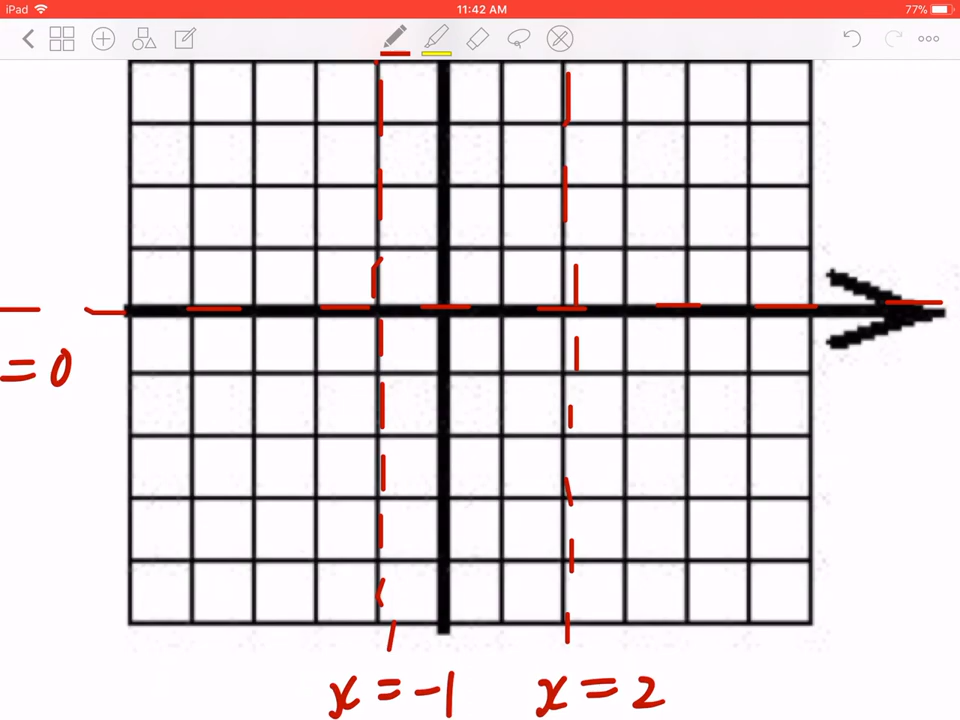 iPad 11:42 AM 77%
= 0
x = -1 x = 2